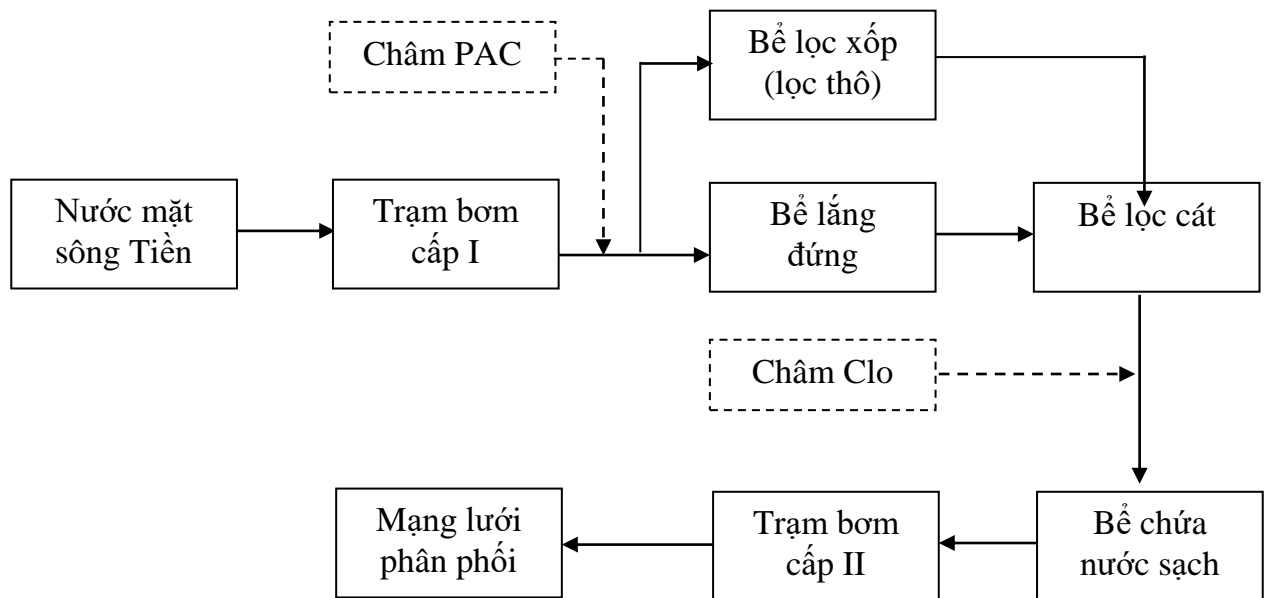 Châm PAC
Bể lọc xốp
(lọc thô)
Nước mặt
sông Tiền
Trạm bơm
cấp I
Bể lắng
đứng
Bể lọc cát
Châm Clo
Mạng lưới
phân phối
Trạm bơm
cấp II
Bể chứa
nước sạch